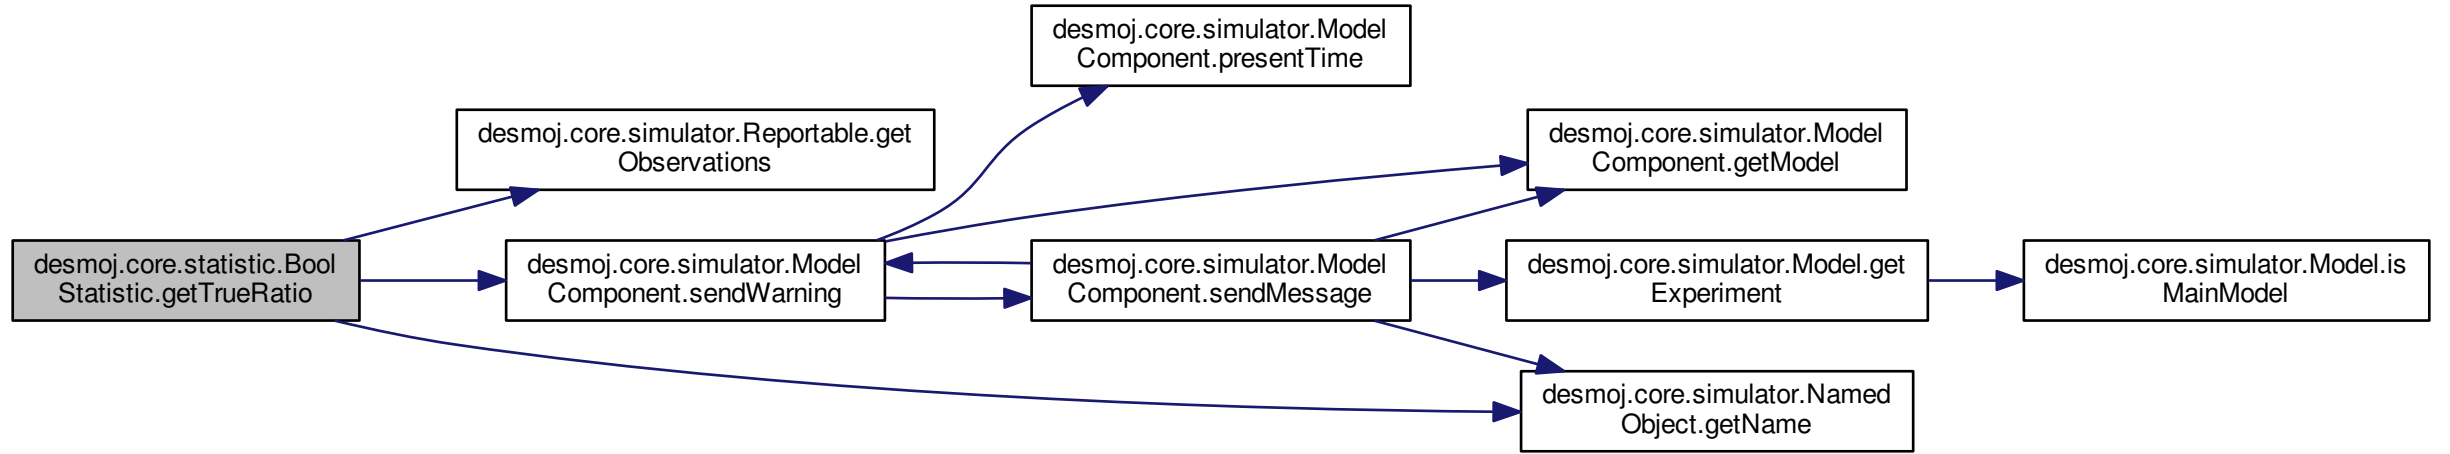 desmoj.core.simulator.Model
Component.presentTime
desmoj.core.simulator.Reportable.get
Observations
desmoj.core.simulator.Model
Component.getModel
desmoj.core.statistic.Bool
Statistic.getTrueRatio
desmoj.core.simulator.Model
Component.sendWarning
desmoj.core.simulator.Model
Component.sendMessage
desmoj.core.simulator.Model.get
Experiment
desmoj.core.simulator.Model.is
MainModel
desmoj.core.simulator.Named
Object.getName